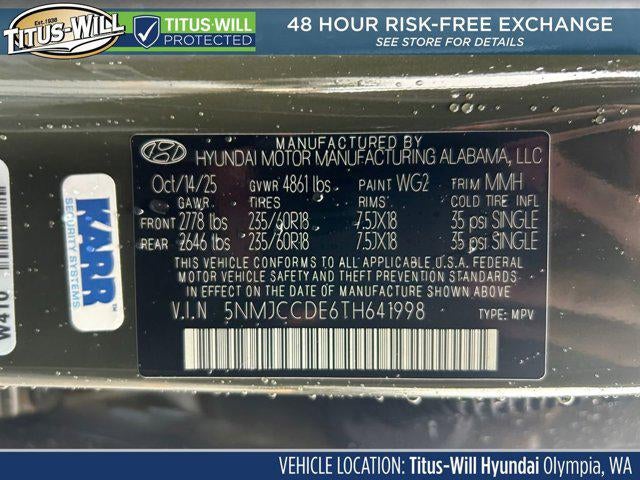 Est. 1938
TITUS-WILL
TITUS-WILL
PROTECTED
48 HOUR RISK-FREE EXCHANGE
SEE STORE FOR DETAILS
MANUFACTURED BY
HYUNDAI MOTOR MANUFACTURING ALABAMA, LLC
Oct/14/25 GVWR 4861 lbs PAINT WG2 TRIM MMH
GAWR TIRES RIMS COLD TIRE INFL
FRONT 2778 lbs 235/60R18 7.5JX18 35 psi SINGLE
REAR 2646 lbs 235/60R18 7.5JX18 35 psi SINGLE
THIS VEHICLE CONFORMS TO ALL APPLICABLE U.S.A. FEDERAL
MOTOR VEHICLE SAFETY AND THEFT PREVENTION STANDARDS
IN EFFECT ON THE DATE OF MANUFACTURE SHOWN ABOVE.
V.I.N 5NMJCCDE6TH641998 TYPE: MPV
KARR
SECURITY SYSTEMS
TM
W410
VEHICLE LOCATION: Titus-Will Hyundai Olympia, WA